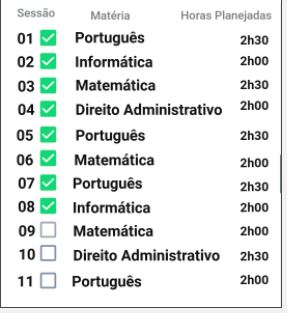 Sessão Matéria Horas Planejadas
01 Português 2h30
02 Informática 2h00
03 Matemática 2h30
04 Direito Administrativo 2h00
05 Português 2h30
06 Matemática 2h00
07 Português 2h30
08 Informática 2h00
09 Matemática 2h00
10 Direito Administrativo 2h30
11 Português 2h00